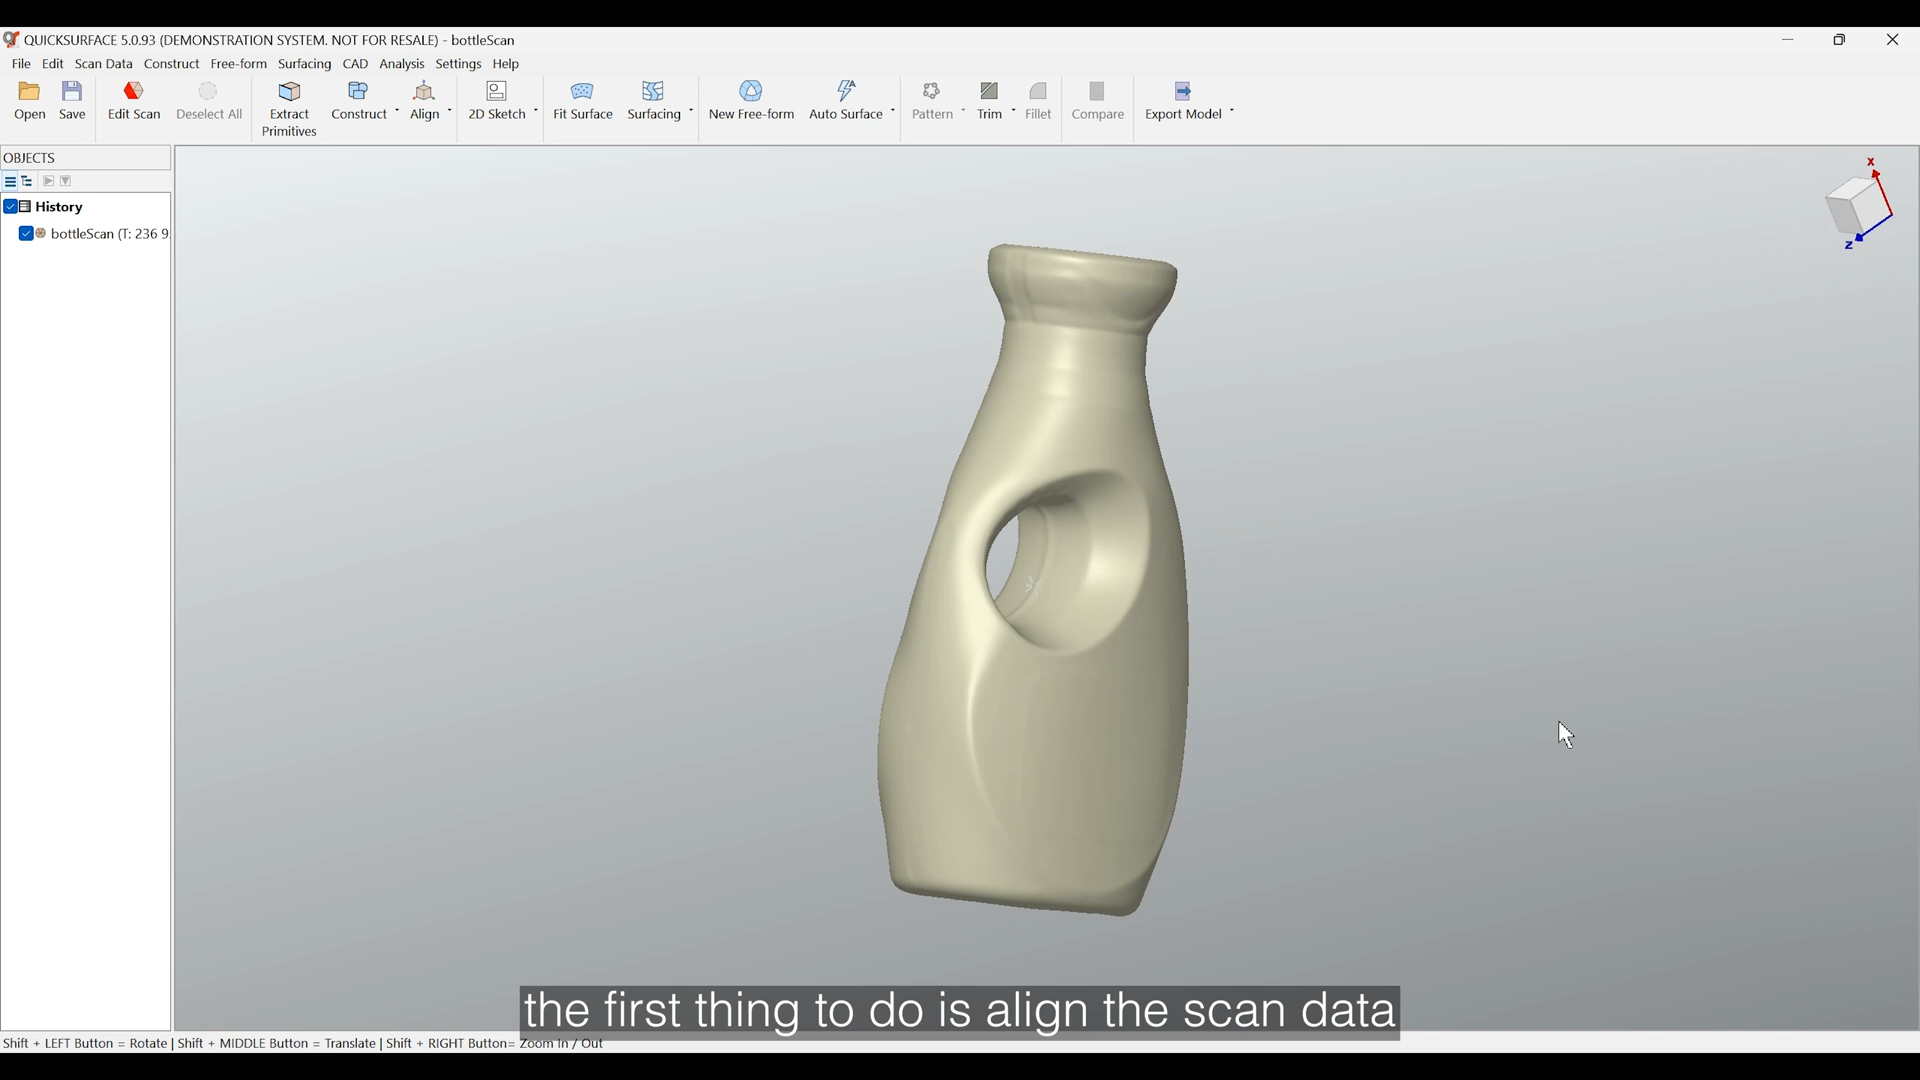 QUICKSURFACE 5.0.93 (DEMONSTRATION SYSTEM. NOT FOR RESALE) - bottleScan
File Edit Scan Data Construct Free-form Surfacing CAD Analysis Settings Help
Open Save Edit Scan Deselect All Extract Primitives Construct Align 2D Sketch Fit Surface Surfacing New Free-form Auto Surface Pattern Trim Fillet Compare Export Model
OBJECTS
X
History
bottleScan (T: 236 9
Z
the first thing to do is align the scan data
Shift + LEFT Button = Rotate | Shift + MIDDLE Button = Translate | Shift + RIGHT Button= Zoom In / Out